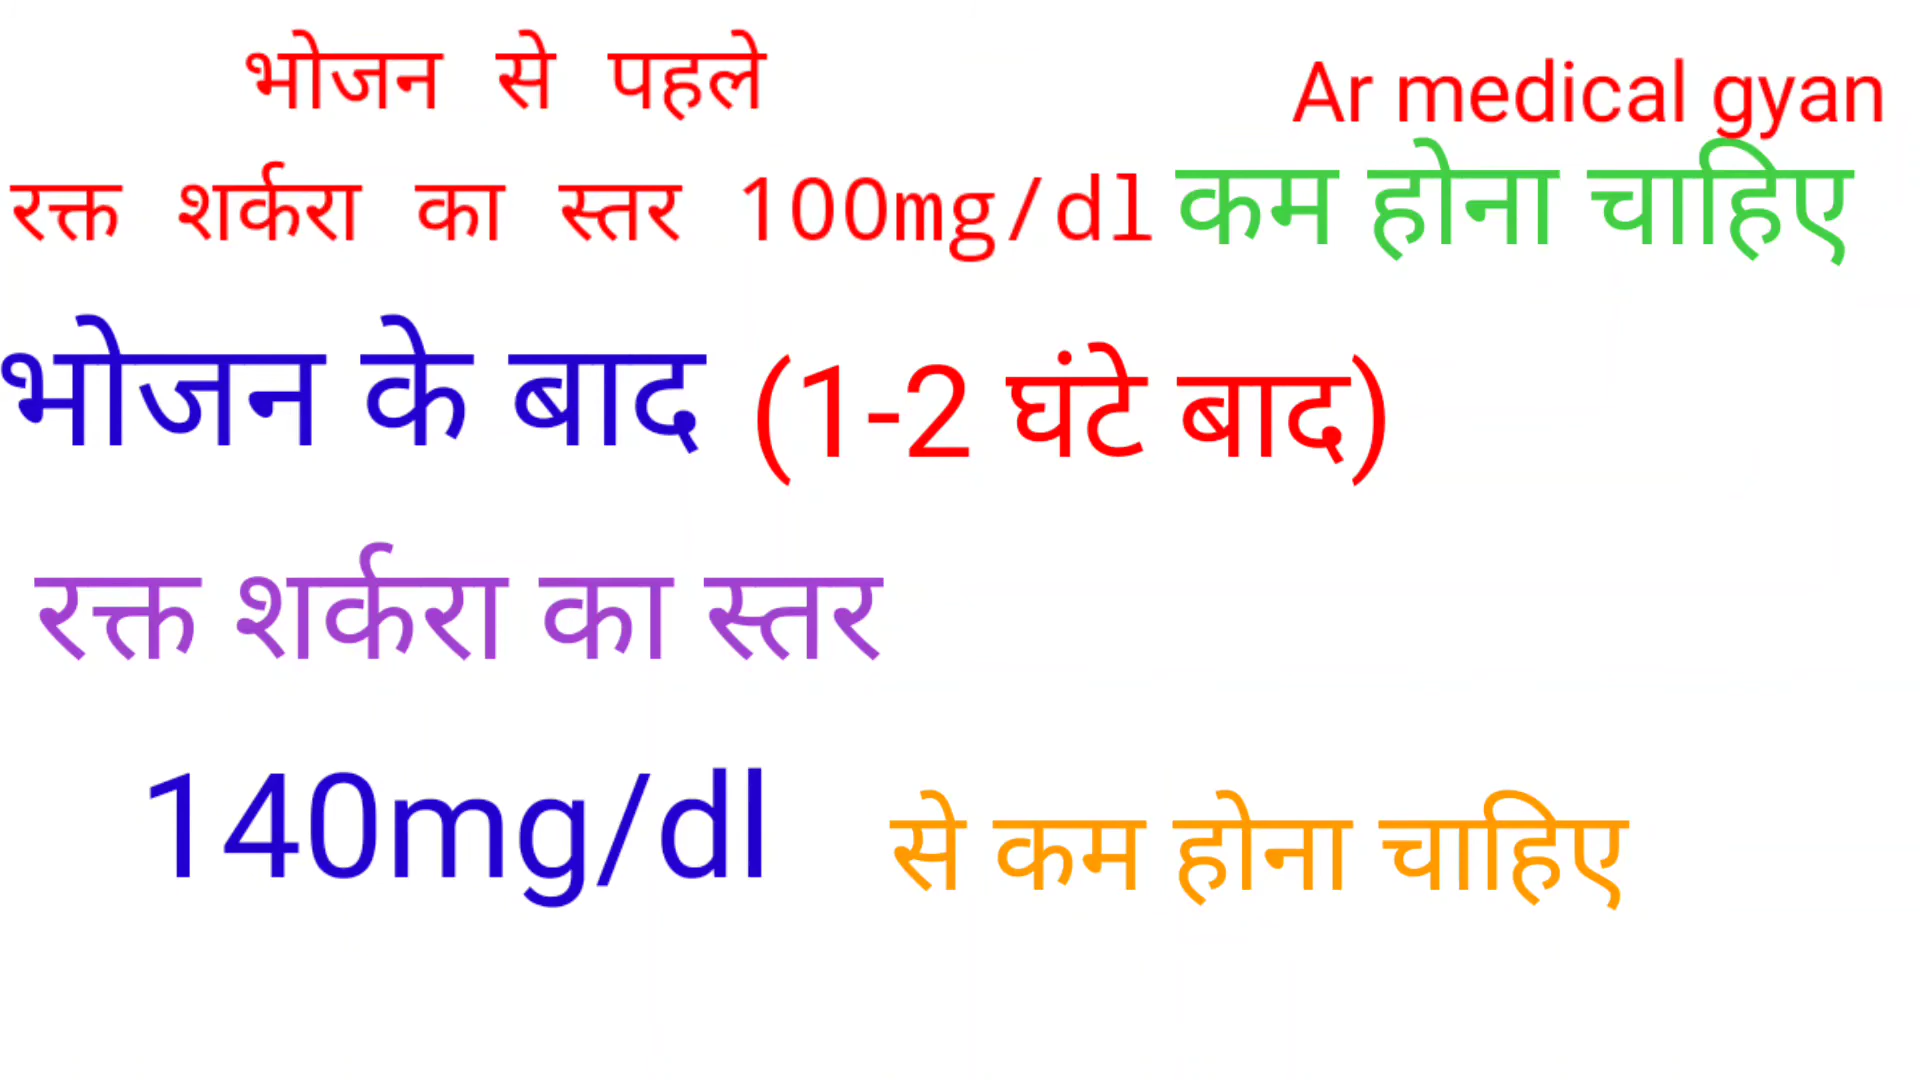 भोजन से पहले
Ar medical gyan
रक्त शर्करा का स्तर 100mg/dl कम होना चाहिए
भोजन के बाद (1-2 घंटे बाद)
रक्त शर्करा का स्तर
140mg/dl से कम होना चाहिए